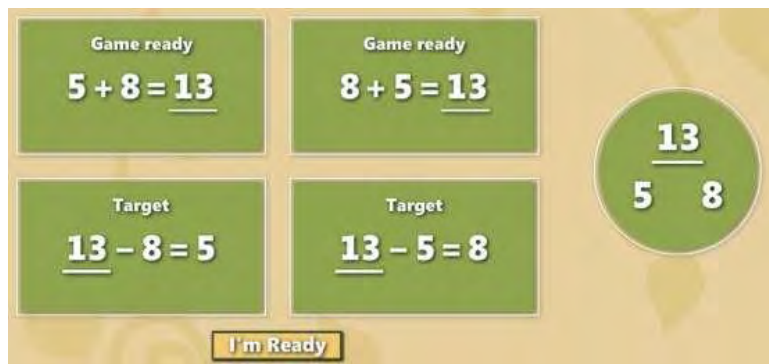 Game ready
5 + 8 = 13
Game ready
8 + 5 = 13
13
5 8
Target
13 – 8 = 5
Target
13 – 5 = 8
I'm Ready